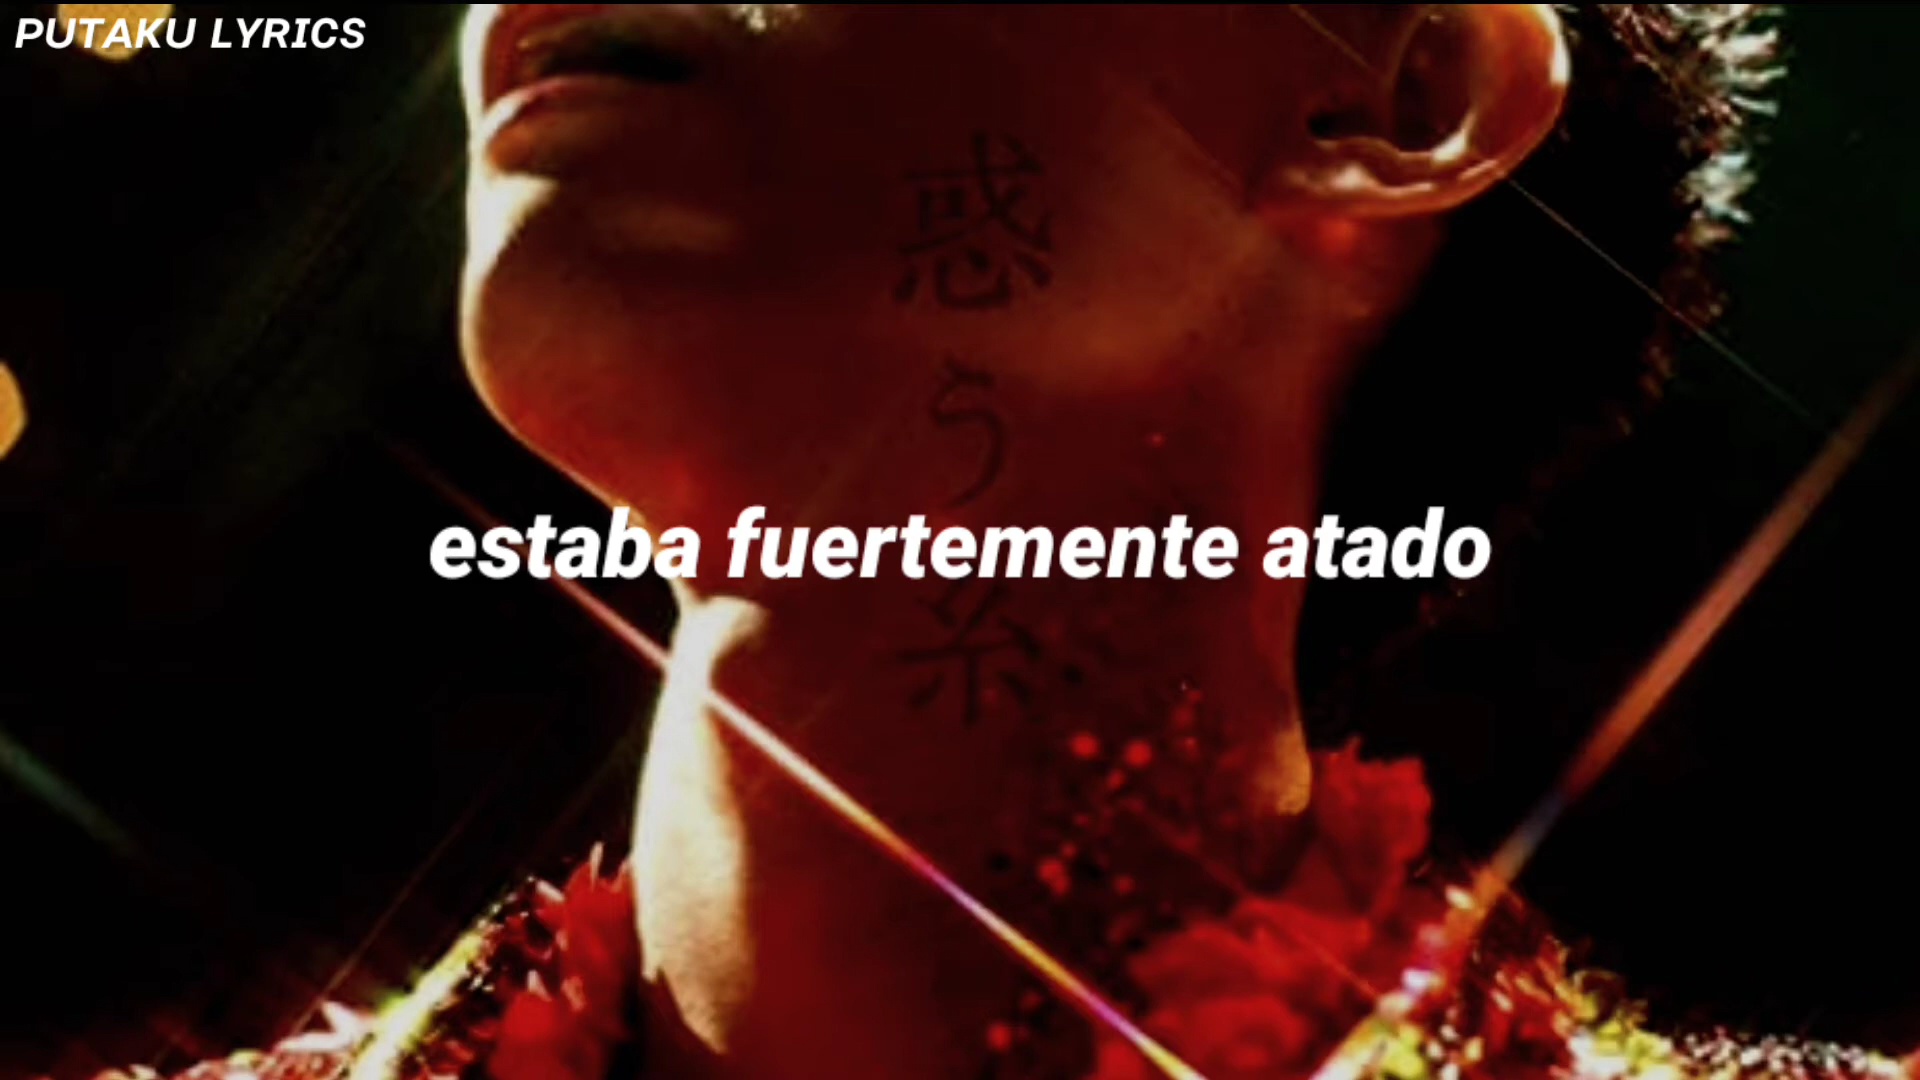 PUTAKU LYRICS
惑う糸
estaba fuertemente atado